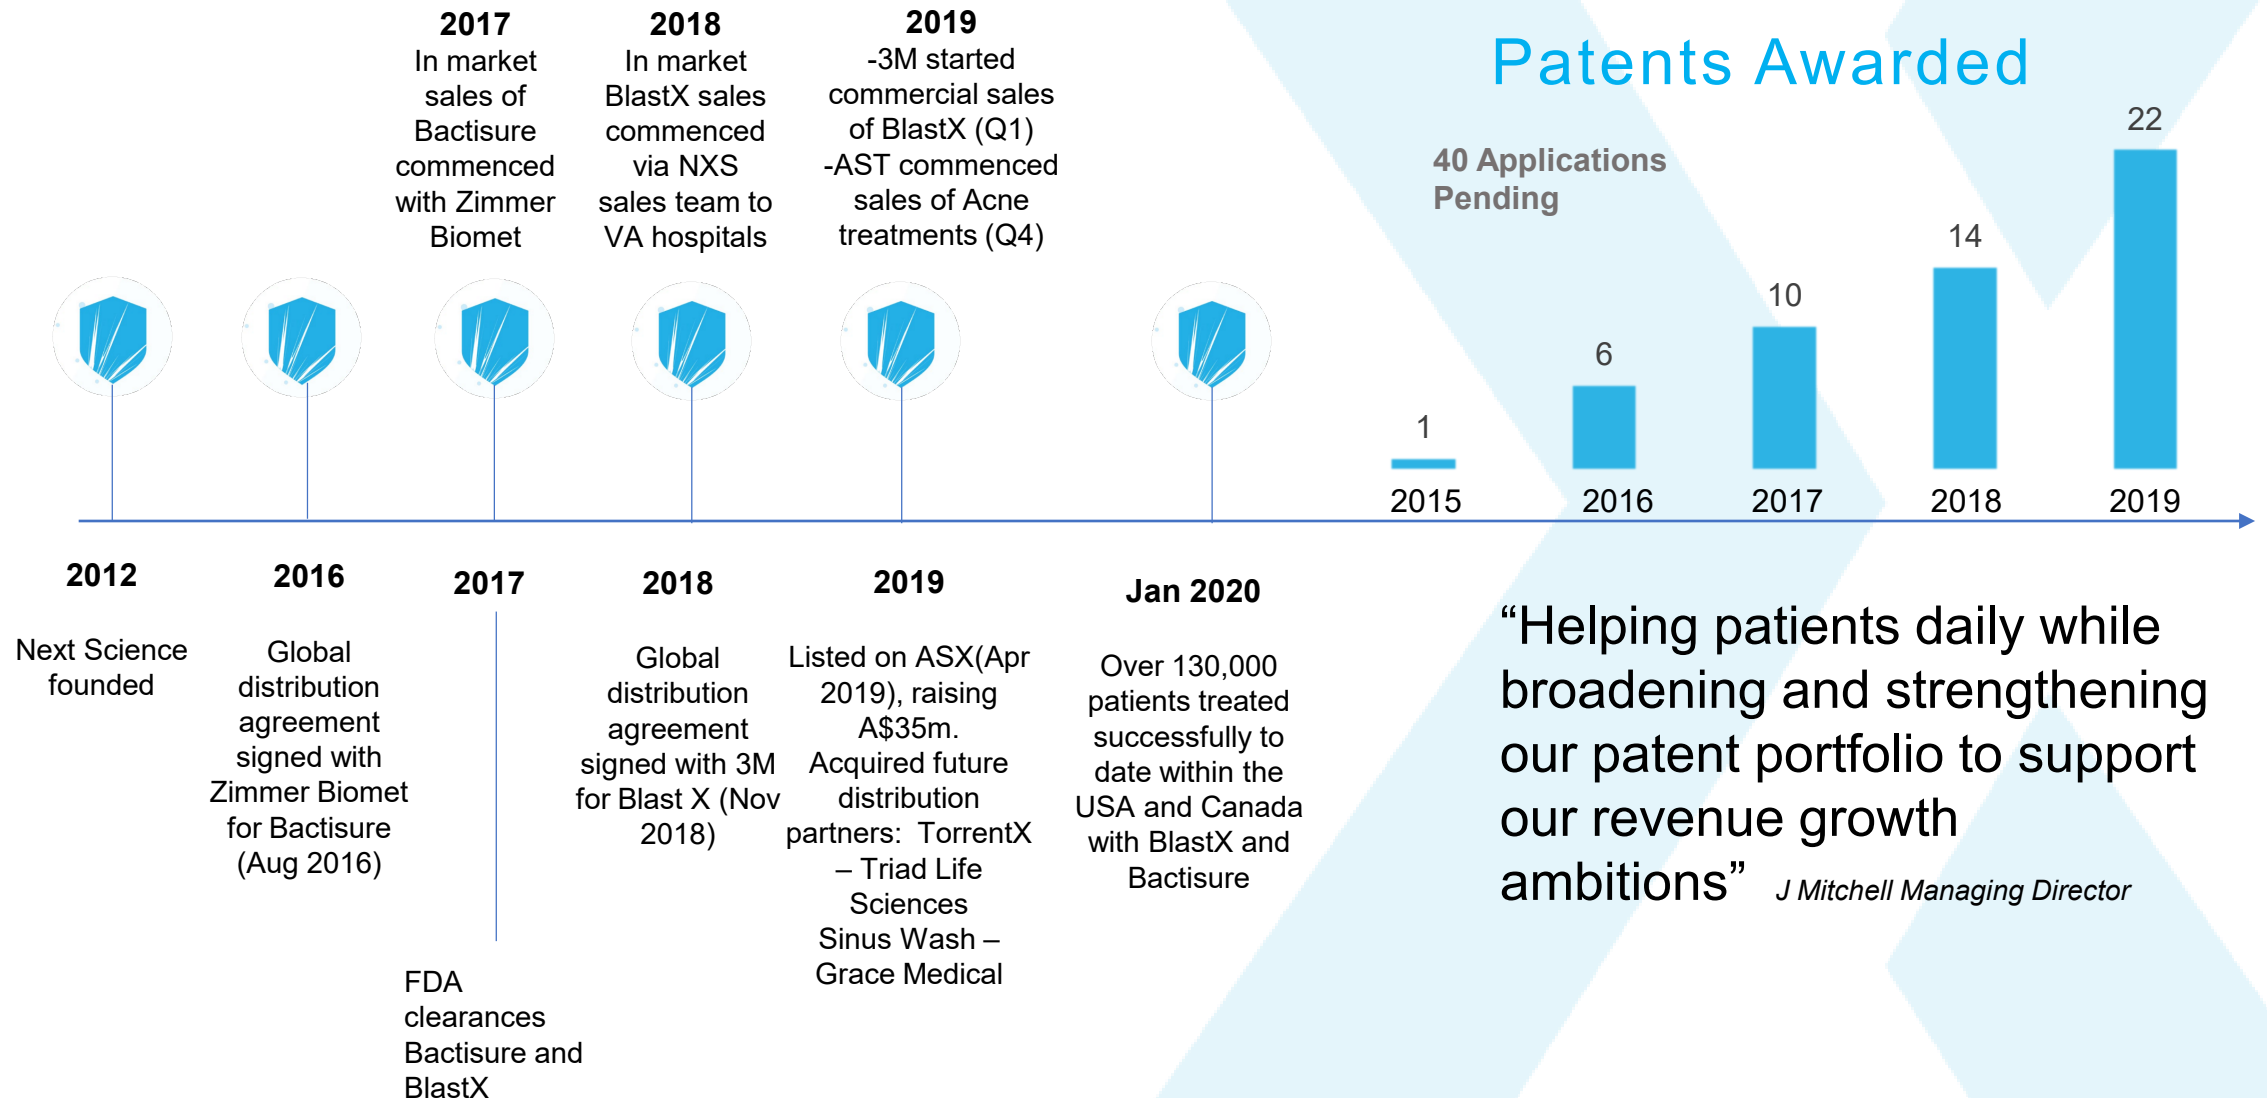 2017
In market
sales of
Bactisure
commenced
with Zimmer
Biomet
2018
In market
BlastX sales
commenced
via NXS
sales team to
VA hospitals
2019
-3M started
commercial sales
of BlastX (Q1)
-AST commenced
sales of Acne
treatments (Q4)
2012
Next Science
founded
2016
Global
distribution
agreement
signed with
Zimmer Biomet
for Bactisure
(Aug 2016)
2017
FDA
clearances
Bactisure and
BlastX
2018
Global
distribution
agreement
signed with 3M
for Blast X (Nov
2018)
2019
Listed on ASX(Apr
2019), raising
A$35m.
Acquired future
distribution
partners:  TorrentX
– Triad Life
Sciences
Sinus Wash –
Grace Medical
Jan 2020
Over 130,000
patients treated
successfully to
date within the
USA and Canada
with BlastX and
Bactisure
Patents Awarded
40 Applications
Pending
1
6
10
14
22
2015
2016
2017
2018
2019
“Helping patients daily while
broadening and strengthening
our patent portfolio to support
our revenue growth
ambitions” J Mitchell Managing Director